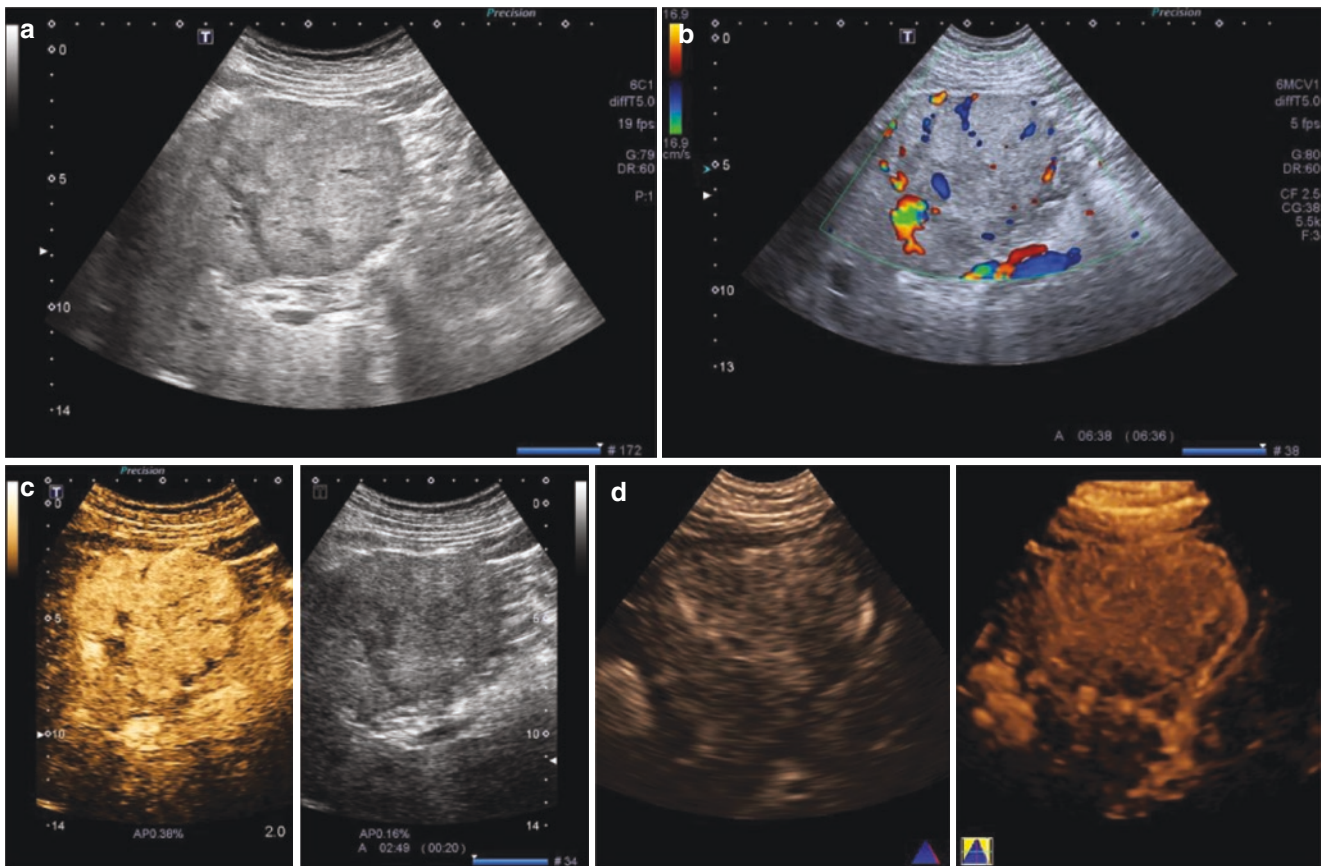 a
Precision
T
0
5
10
14
6C1
diffT5.0
19 fps
G:79
DR:60
P:1
# 172
b
Precision
16.9
16.9
cm/s
T
0
5
10
13
6MCV1
diffT5.0
5 fps
G:80
DR:60
CF 2.5
CG:38
5.5k
F:3
A 06:38 (06:36)
# 38
c
Precision
T
0
5
10
14
AP0.38%
2.0
T
0
5
10
14
AP0.16%
A 02:49 (00:20)
# 34
d